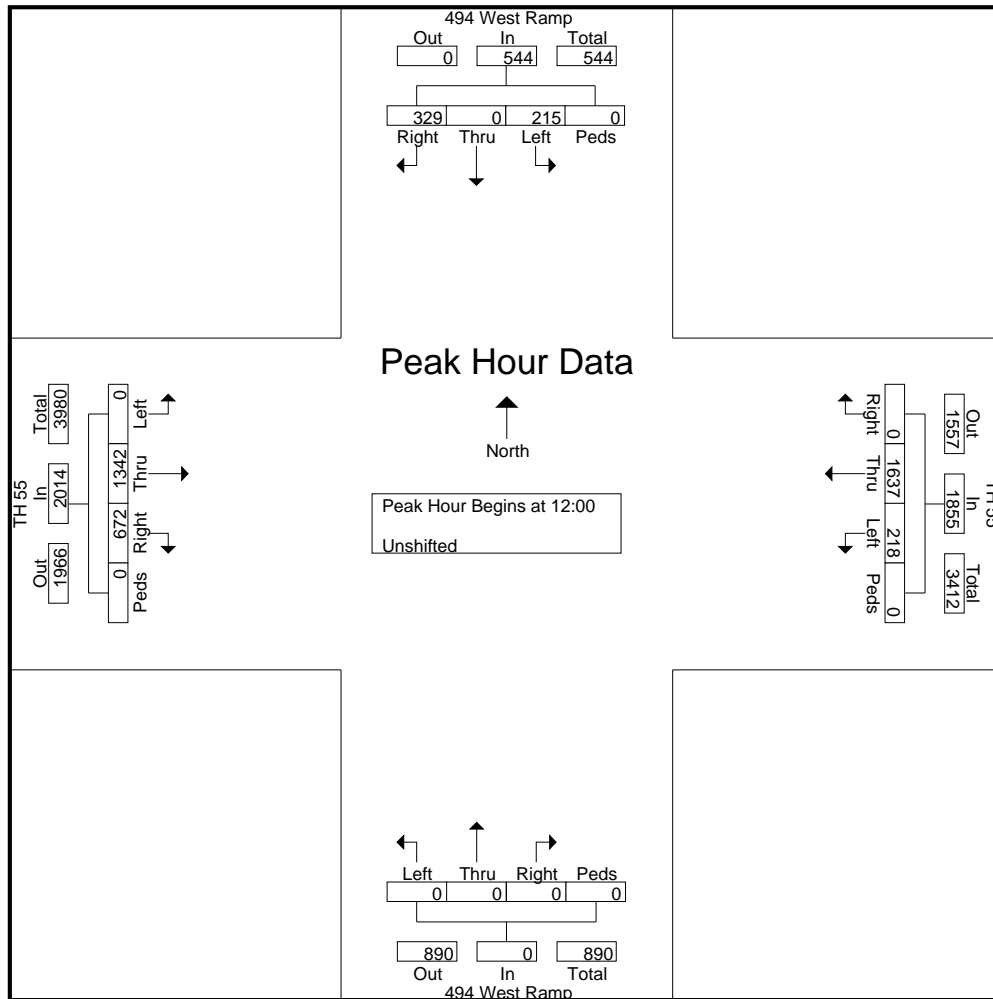 494 West Ramp
Out In Total
0 544 544
329 0 215 0
Right Thru Left Peds
Peak Hour Data
North
Peak Hour Begins at 12:00
Unshifted
TH 55
Out In Total
1966 2014 3980
Left Thru Right Peds
0 1342 672 0
TH 55
Out In Total
1557 1855 3412
Right Thru Left Peds
0 1637 218 0
Left Thru Right Peds
0 0 0 0
890 0 890
Out In Total
494 West Ramp